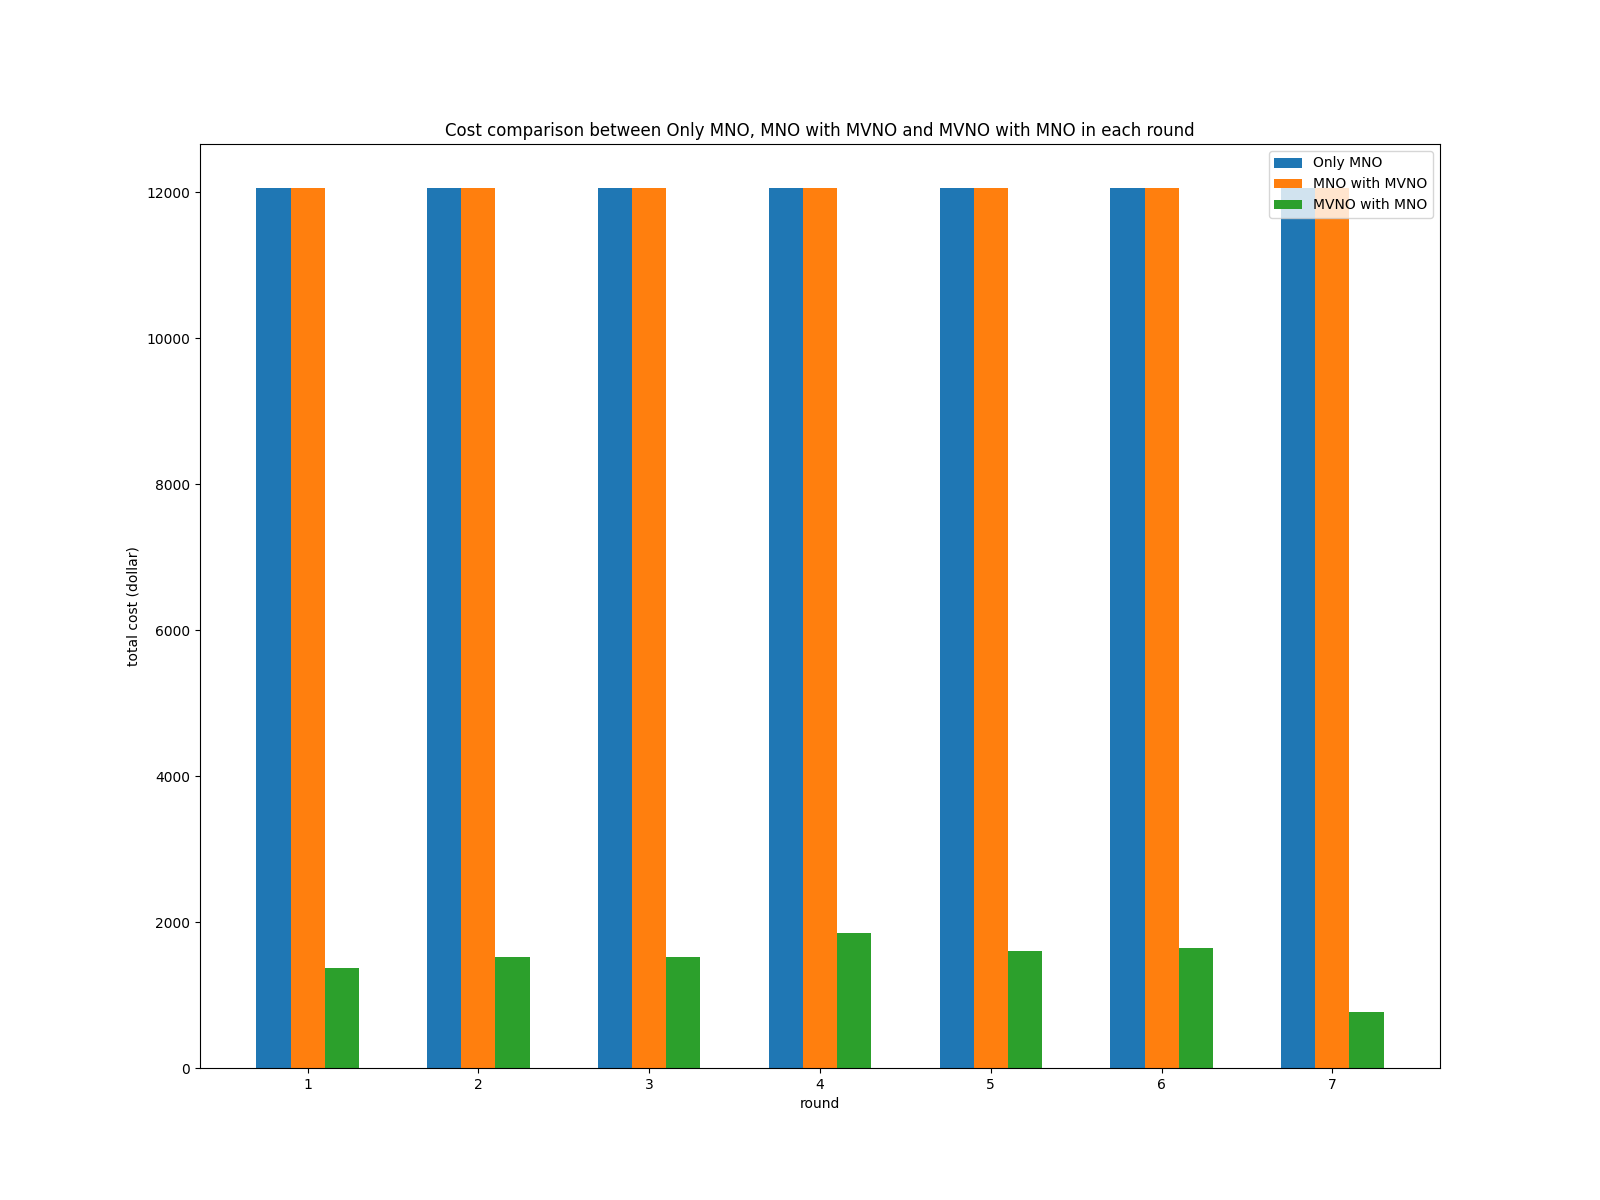 Cost comparison between Only MNO, MNO with MVNO and MVNO with MNO in each round
Only MNO
MNO with MVNO
MVNO with MNO
12000
10000
8000
6000
4000
2000
0
total cost (dollar)
1 2 3 4 5 6 7
round